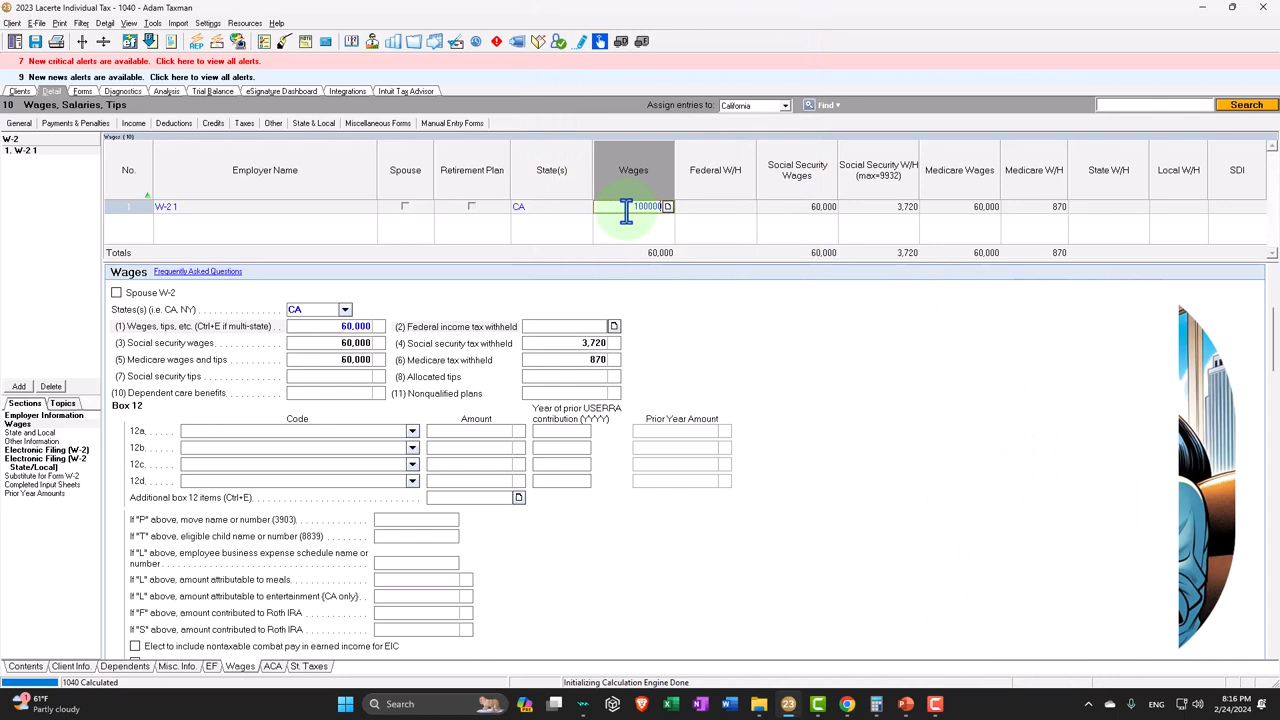 2023 Lacerte Individual Tax - 1040 - Adam Taxman
Client E-File Print Filter Detail View Tools Import Settings Resources Help
7 New critical alerts are available. Click here to view all alerts.
9 New news alerts are available. Click here to view all alerts.
Clients Detail Forms Diagnostics Analysis Trial Balance eSignature Dashboard Integrations Intuit Tax Advisor
10 Wages, Salaries, Tips Assign entries to: California Find Search
General Payments & Penalties Income Deductions Credits Taxes Other State & Local Miscellaneous Forms Manual Entry Forms
W-2 Wages (10)
1. W-2 1
No. Employer Name Spouse Retirement Plan State(s) Wages Federal W/H Social Security Wages Social Security W/H (max=9932) Medicare Wages Medicare W/H State W/H Local W/H SDI
1 W-2 1 CA 100000 60,000 3,720 60,000 870
Totals 60,000 60,000 3,720 60,000 870
Wages Frequently Asked Questions
Spouse W-2
States(s) (i.e. CA, NY) CA
(1) Wages, tips, etc. (Ctrl+E if multi-state) . . 60,000 (2) Federal income tax withheld
(3) Social security wages 60,000 (4) Social security tax withheld 3,720
(5) Medicare wages and tips 60,000 (6) Medicare tax withheld 870
(7) Social security tips (8) Allocated tips
(10) Dependent care benefits (11) Nonqualified plans
Add Delete
Sections Topics
Employer Information
Wages
State and Local
Other Information
Electronic Filing (W-2)
Electronic Filing (W-2 State/Local)
Substitute for Form W-2
Completed Input Sheets
Prior Year Amounts
Box 12 Code Amount Year of prior USERRA contribution (YYYY) Prior Year Amount
12a
12b
12c
12d
Additional box 12 items (Ctrl+E)
If "P" above, move name or number (3903)
If "T" above, eligible child name or number (8839)
If "L" above, employee business expense schedule name or number
If "L" above, amount attributable to meals
If "L" above, amount attributable to entertainment {CA only}
If "F" above, amount contributed to Roth IRA
If "S" above, amount contributed to Roth IRA
Elect to include nontaxable combat pay in earned income for EIC
Contents Client Info. Dependents Misc. Info. EF Wages ACA St. Taxes
1040 Calculated Initializing Calculation Engine Done
61°F
Partly cloudy
Search
ENG
8:16 PM
2/24/2024